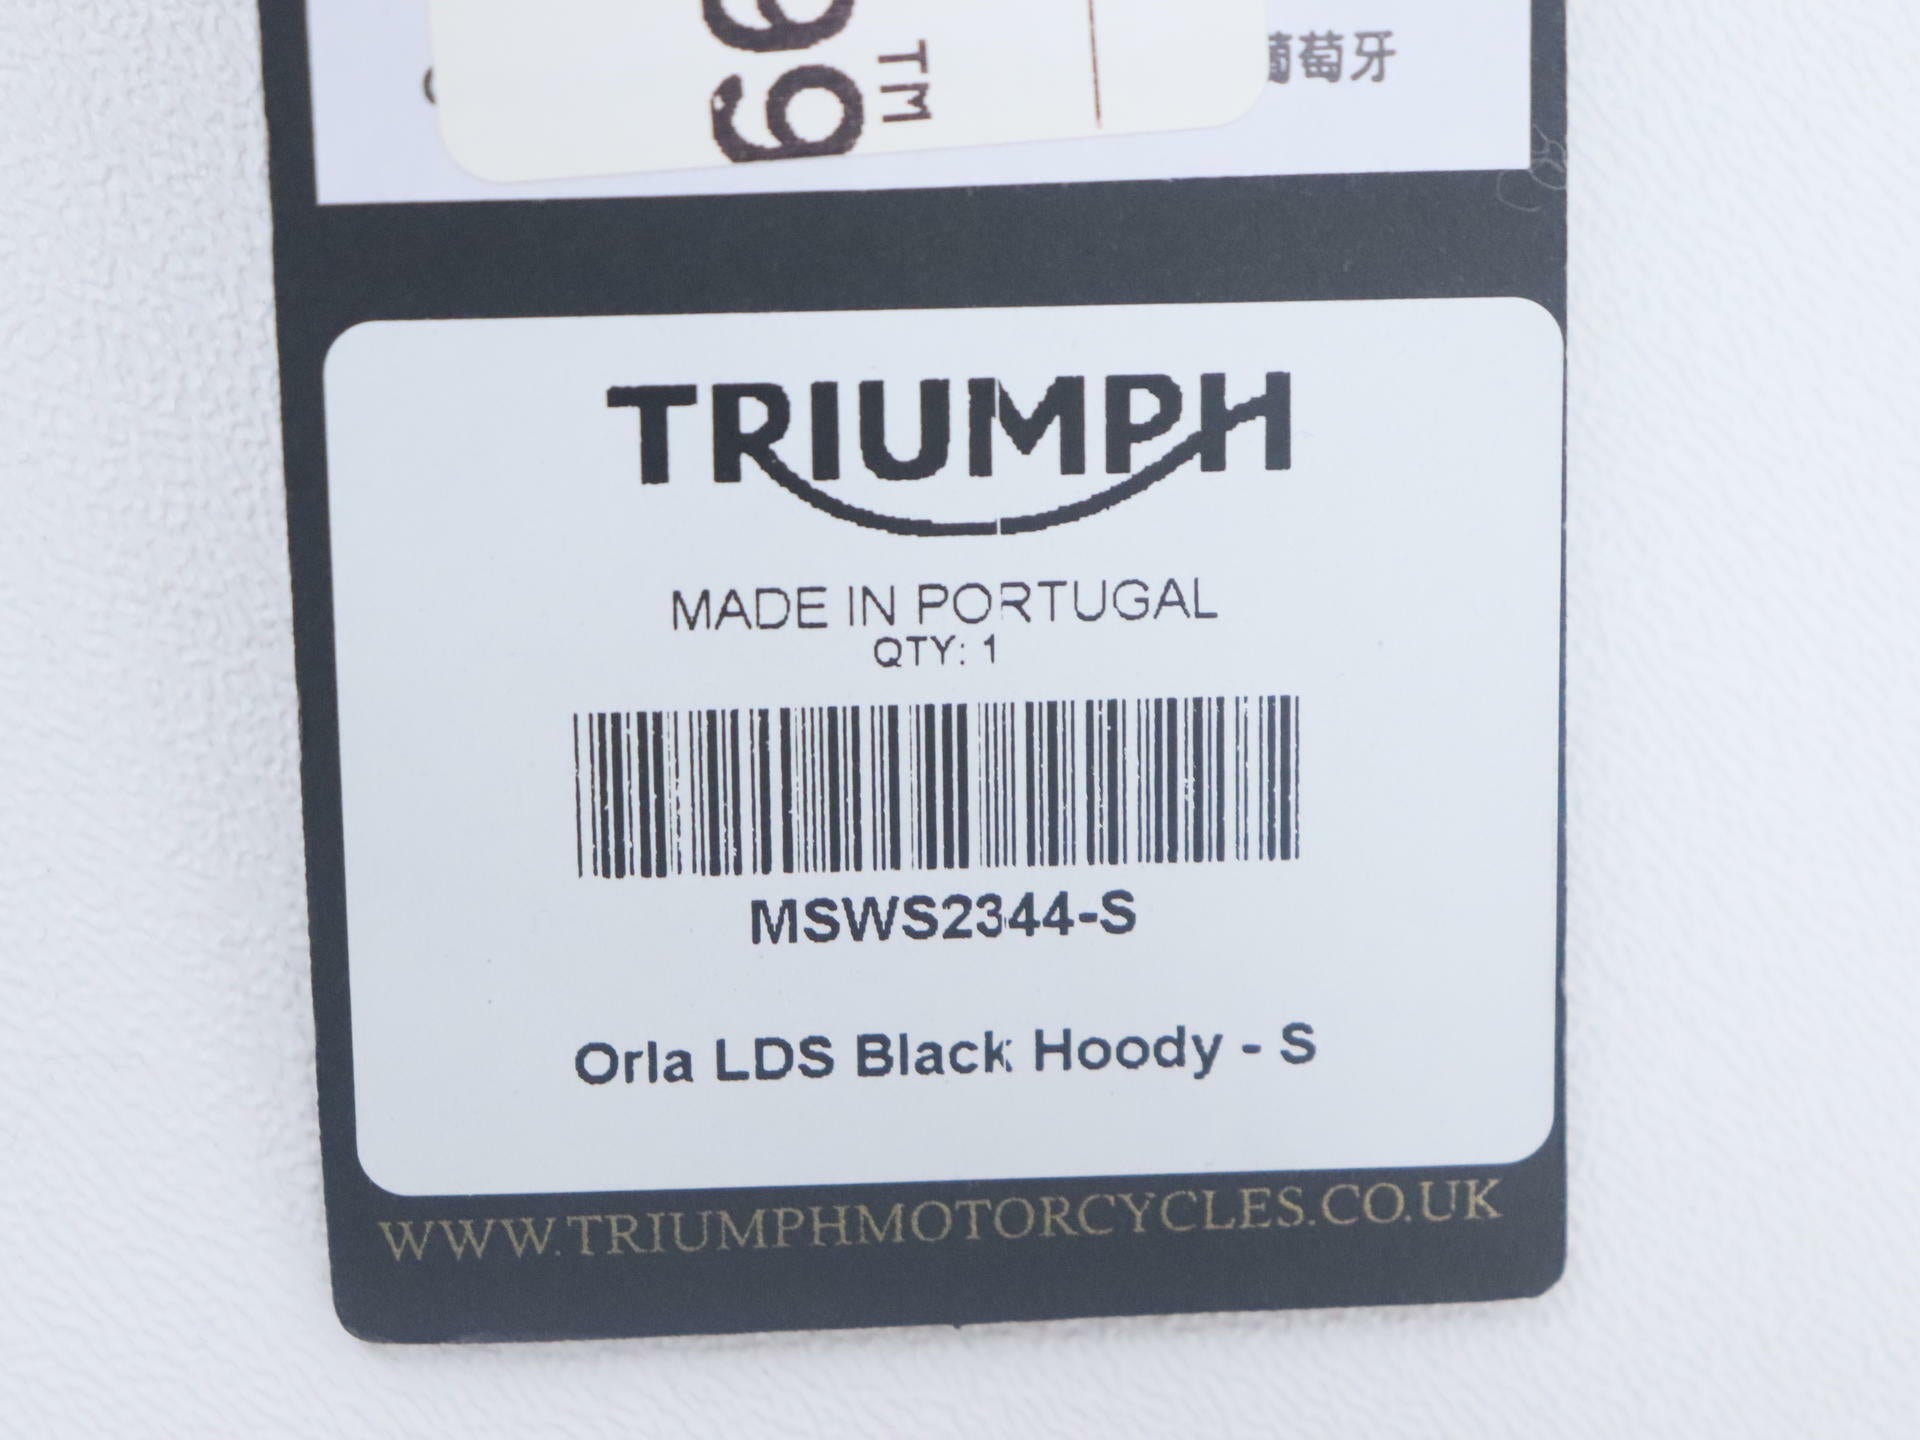 99
TM
葡萄牙
TRIUMPH
MADE IN PORTUGAL
QTY: 1
MSWS2344-S
Orla LDS Black Hoody - S
WWW.TRIUMPHMOTORCYCLES.CO.UK